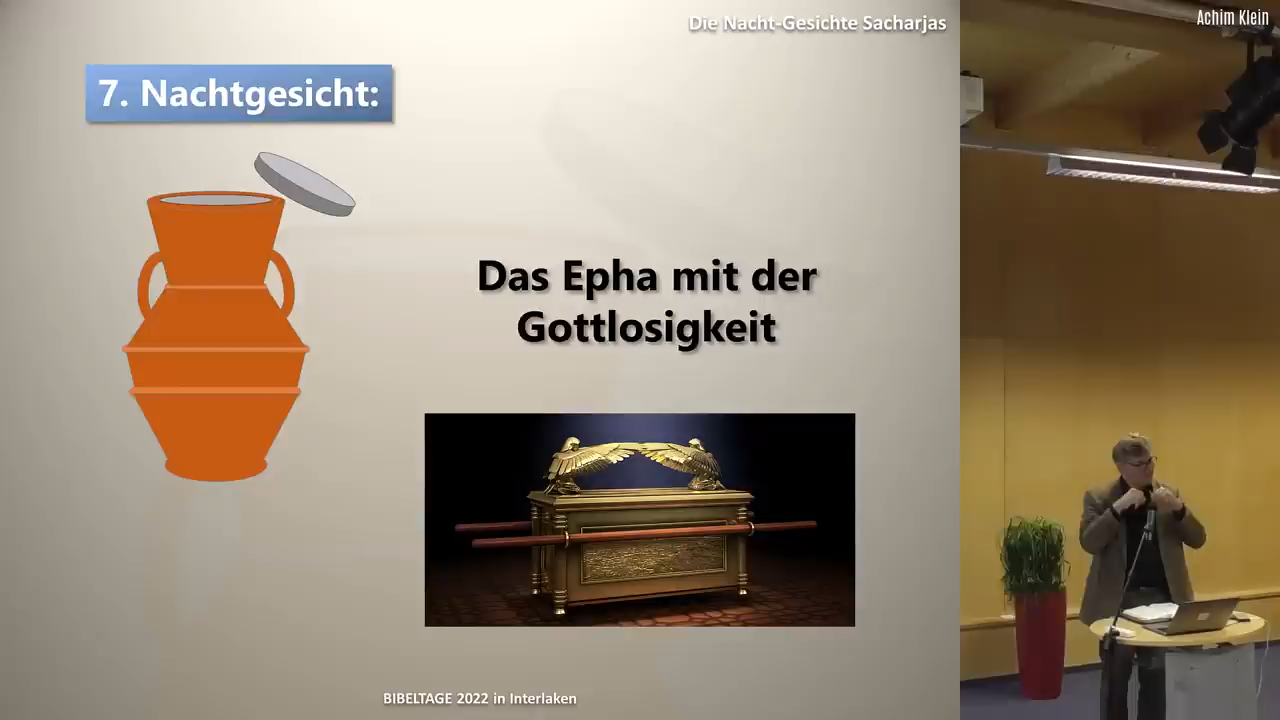 Die Nacht-Gesichte Sacharjas
Achim Klein
7. Nachtgesicht:
Das Epha mit der
Gottlosigkeit
BIBELTAGE 2022 in Interlaken